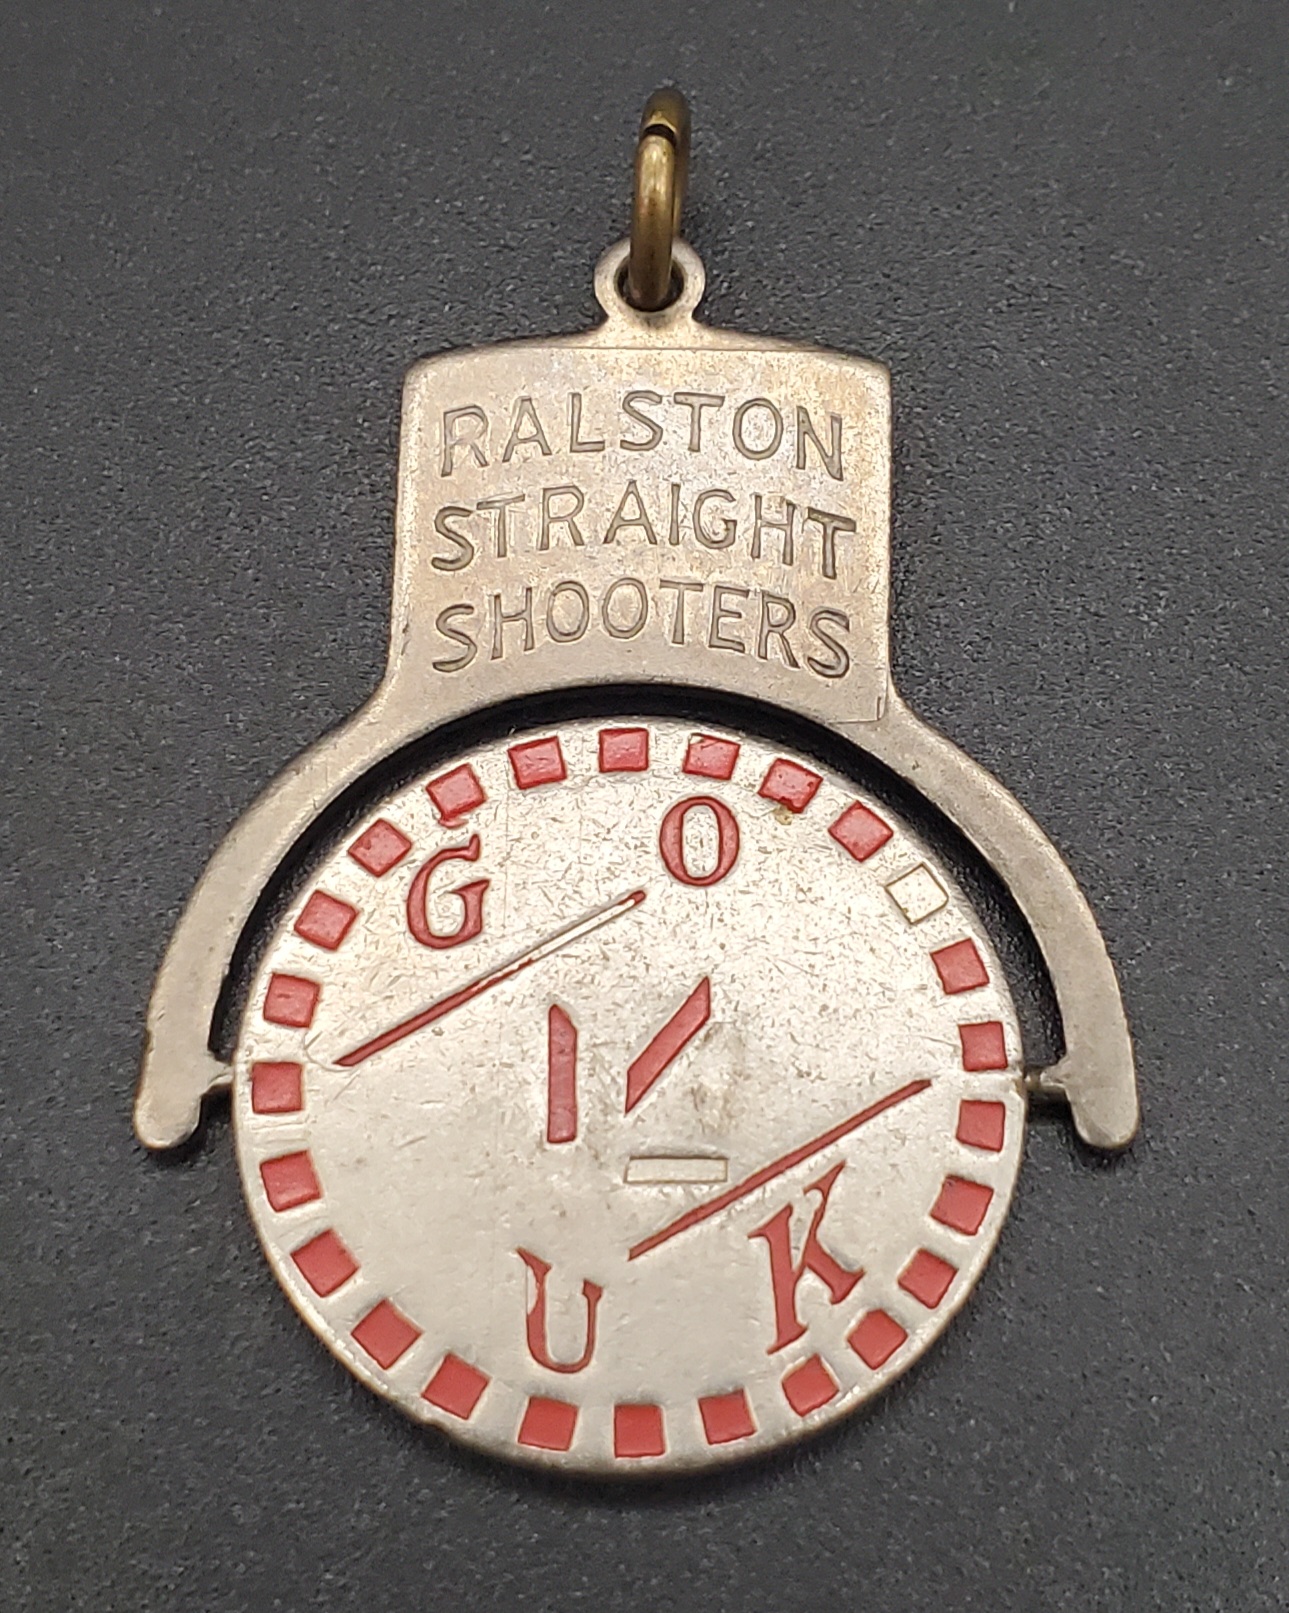 RALSTON
STRAIGHT
SHOOTERS
G O
U K